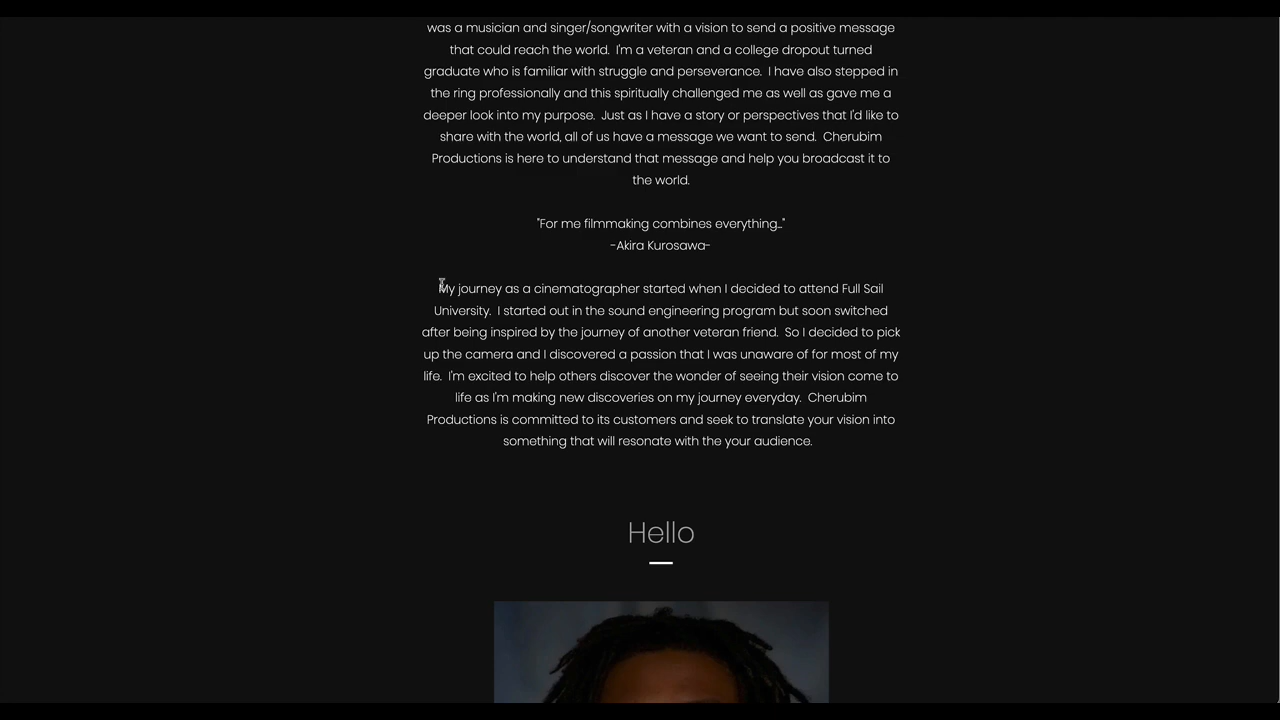 was a musician and singer/songwriter with a vision to send a positive message
that could reach the world.  I'm a veteran and a college dropout turned
graduate who is familiar with struggle and perseverance.  I have also stepped in
the ring professionally and this spiritually challenged me as well as gave me a
deeper look into my purpose.  Just as I have a story or perspectives that I'd like to
share with the world, all of us have a message we want to send.  Cherubim
Productions is here to understand that message and help you broadcast it to
the world.
"For me filmmaking combines everything..."
-Akira Kurosawa-
My journey as a cinematographer started when I decided to attend Full Sail
University.  I started out in the sound engineering program but soon switched
after being inspired by the journey of another veteran friend.  So I decided to pick
up the camera and I discovered a passion that I was unaware of for most of my
life.  I'm excited to help others discover the wonder of seeing their vision come to
life as I'm making new discoveries on my journey everyday.  Cherubim
Productions is committed to its customers and seek to translate your vision into
something that will resonate with the your audience.
Hello